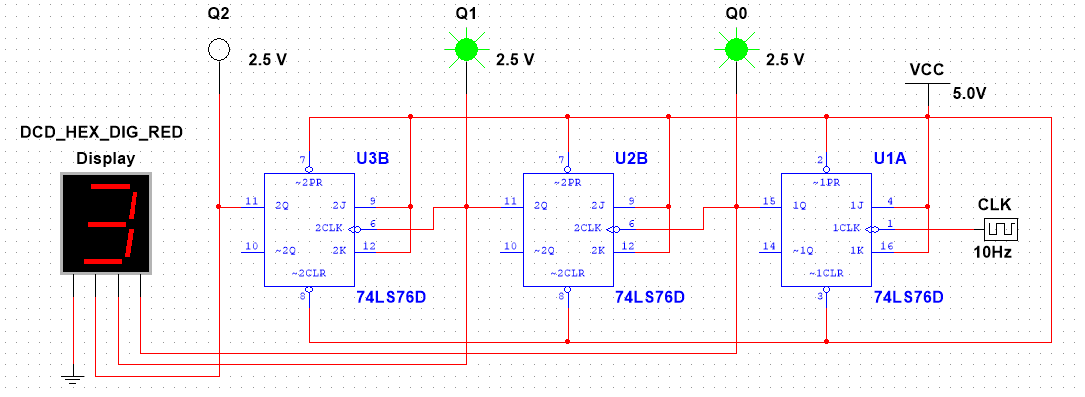 Q2
Q1
Q0
2.5 V
2.5 V
2.5 V
VCC
5.0V
DCD_HEX_DIG_RED
Display
3
7
U3B
~2PR
11
2Q
2J
9
2CLK
6
10
~2Q
2K
12
~2CLR
8
74LS76D
7
U2B
~2PR
11
2Q
2J
9
2CLK
6
10
~2Q
2K
12
~2CLR
8
74LS76D
2
U1A
~1PR
15
1Q
1J
4
1CLK
1
14
~1Q
1K
16
~1CLR
3
74LS76D
CLK
10Hz